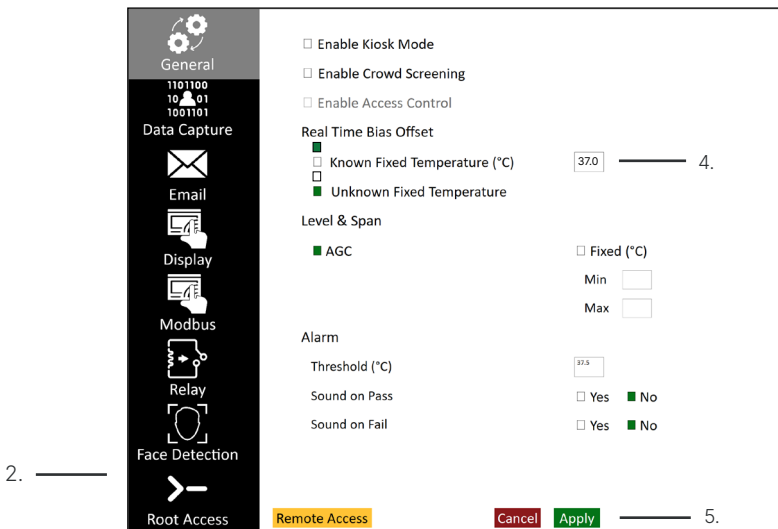 General
1101100
10 01
1001101
Data Capture
Email
Display
Modbus
Relay
Face Detection
2.
Root Access
Enable Kiosk Mode
Enable Crowd Screening
Enable Access Control
Real Time Bias Offset
Known Fixed Temperature (°C) 37.0 4.
Unknown Fixed Temperature
Level & Span
AGC Fixed (°C)
Min
Max
Alarm
Threshold (°C) 37.5
Sound on Pass Yes No
Sound on Fail Yes No
Remote Access Cancel Apply 5.